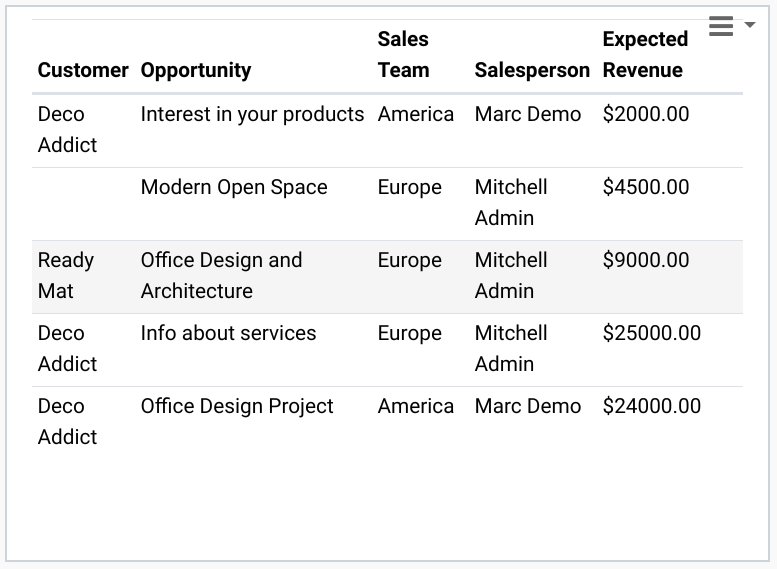 Customer Opportunity Sales Team Salesperson Expected Revenue
Deco Addict Interest in your products America Marc Demo $2000.00
Modern Open Space Europe Mitchell Admin $4500.00
Ready Mat Office Design and Architecture Europe Mitchell Admin $9000.00
Deco Addict Info about services Europe Mitchell Admin $25000.00
Deco Addict Office Design Project America Marc Demo $24000.00